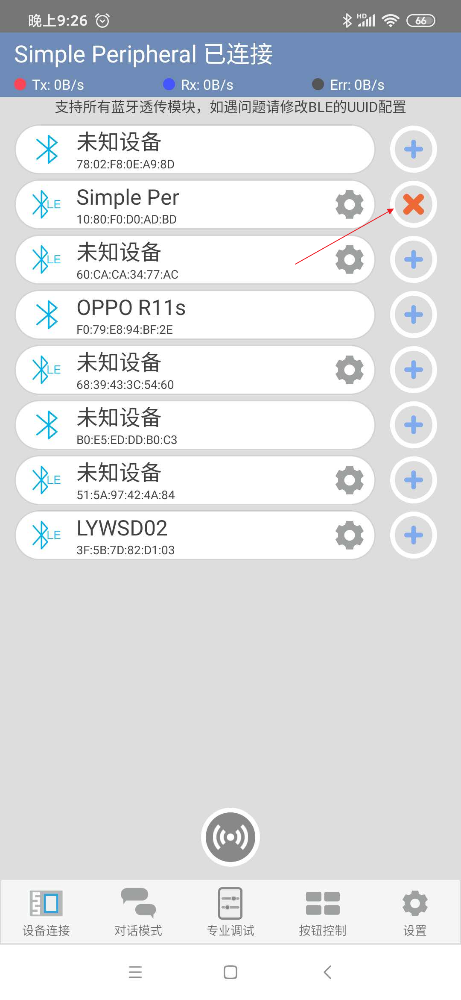 晚上9:26
HD
66
Simple Peripheral 已连接
Tx: 0B/s
Rx: 0B/s
Err: 0B/s
支持所有蓝牙透传模块，如遇问题请修改BLE的UUID配置
未知设备
78:02:F8:0E:A9:8D
LE
Simple Per
10:80:F0:D0:AD:BD
LE
未知设备
60:CA:CA:34:77:AC
OPPO R11s
F0:79:E8:94:BF:2E
LE
未知设备
68:39:43:3C:54:60
未知设备
B0:E5:ED:DD:B0:C3
LE
未知设备
51:5A:97:42:4A:84
LE
LYWSD02
3F:5B:7D:82:D1:03
设备连接
对话模式
专业调试
按钮控制
设置